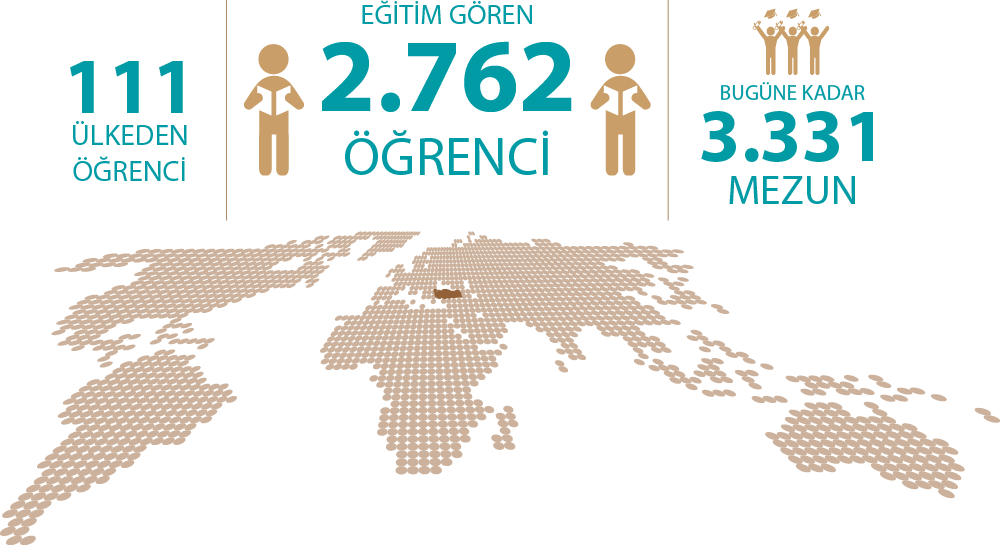 111
ÜLKEDEN
ÖĞRENCİ
EĞİTİM GÖREN
2.762
ÖĞRENCİ
BUGÜNE KADAR
3.331
MEZUN